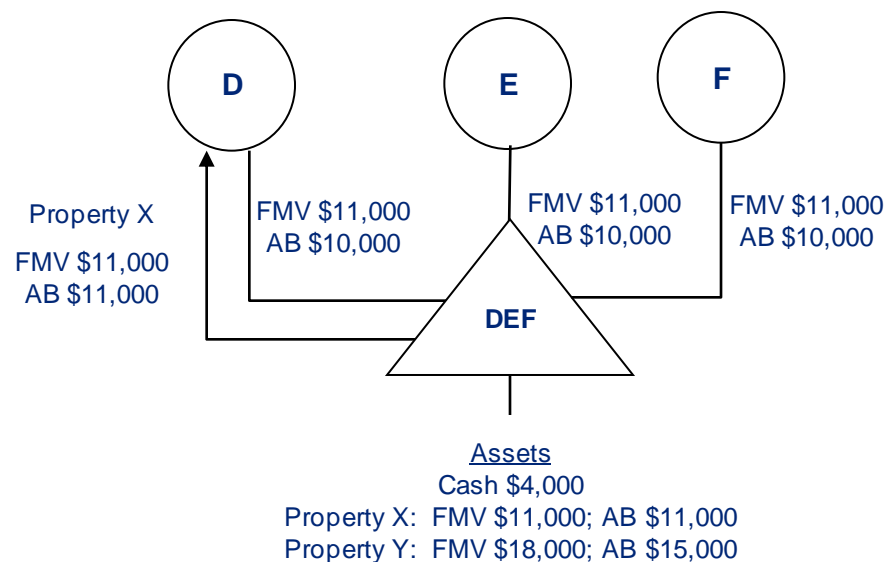 D
E
F
Property X
FMV $11,000
AB $11,000
FMV $11,000
AB $10,000
FMV $11,000
AB $10,000
FMV $11,000
AB $10,000
DEF
Assets
Cash $4,000
Property X: FMV $11,000; AB $11,000
Property Y: FMV $18,000; AB $15,000